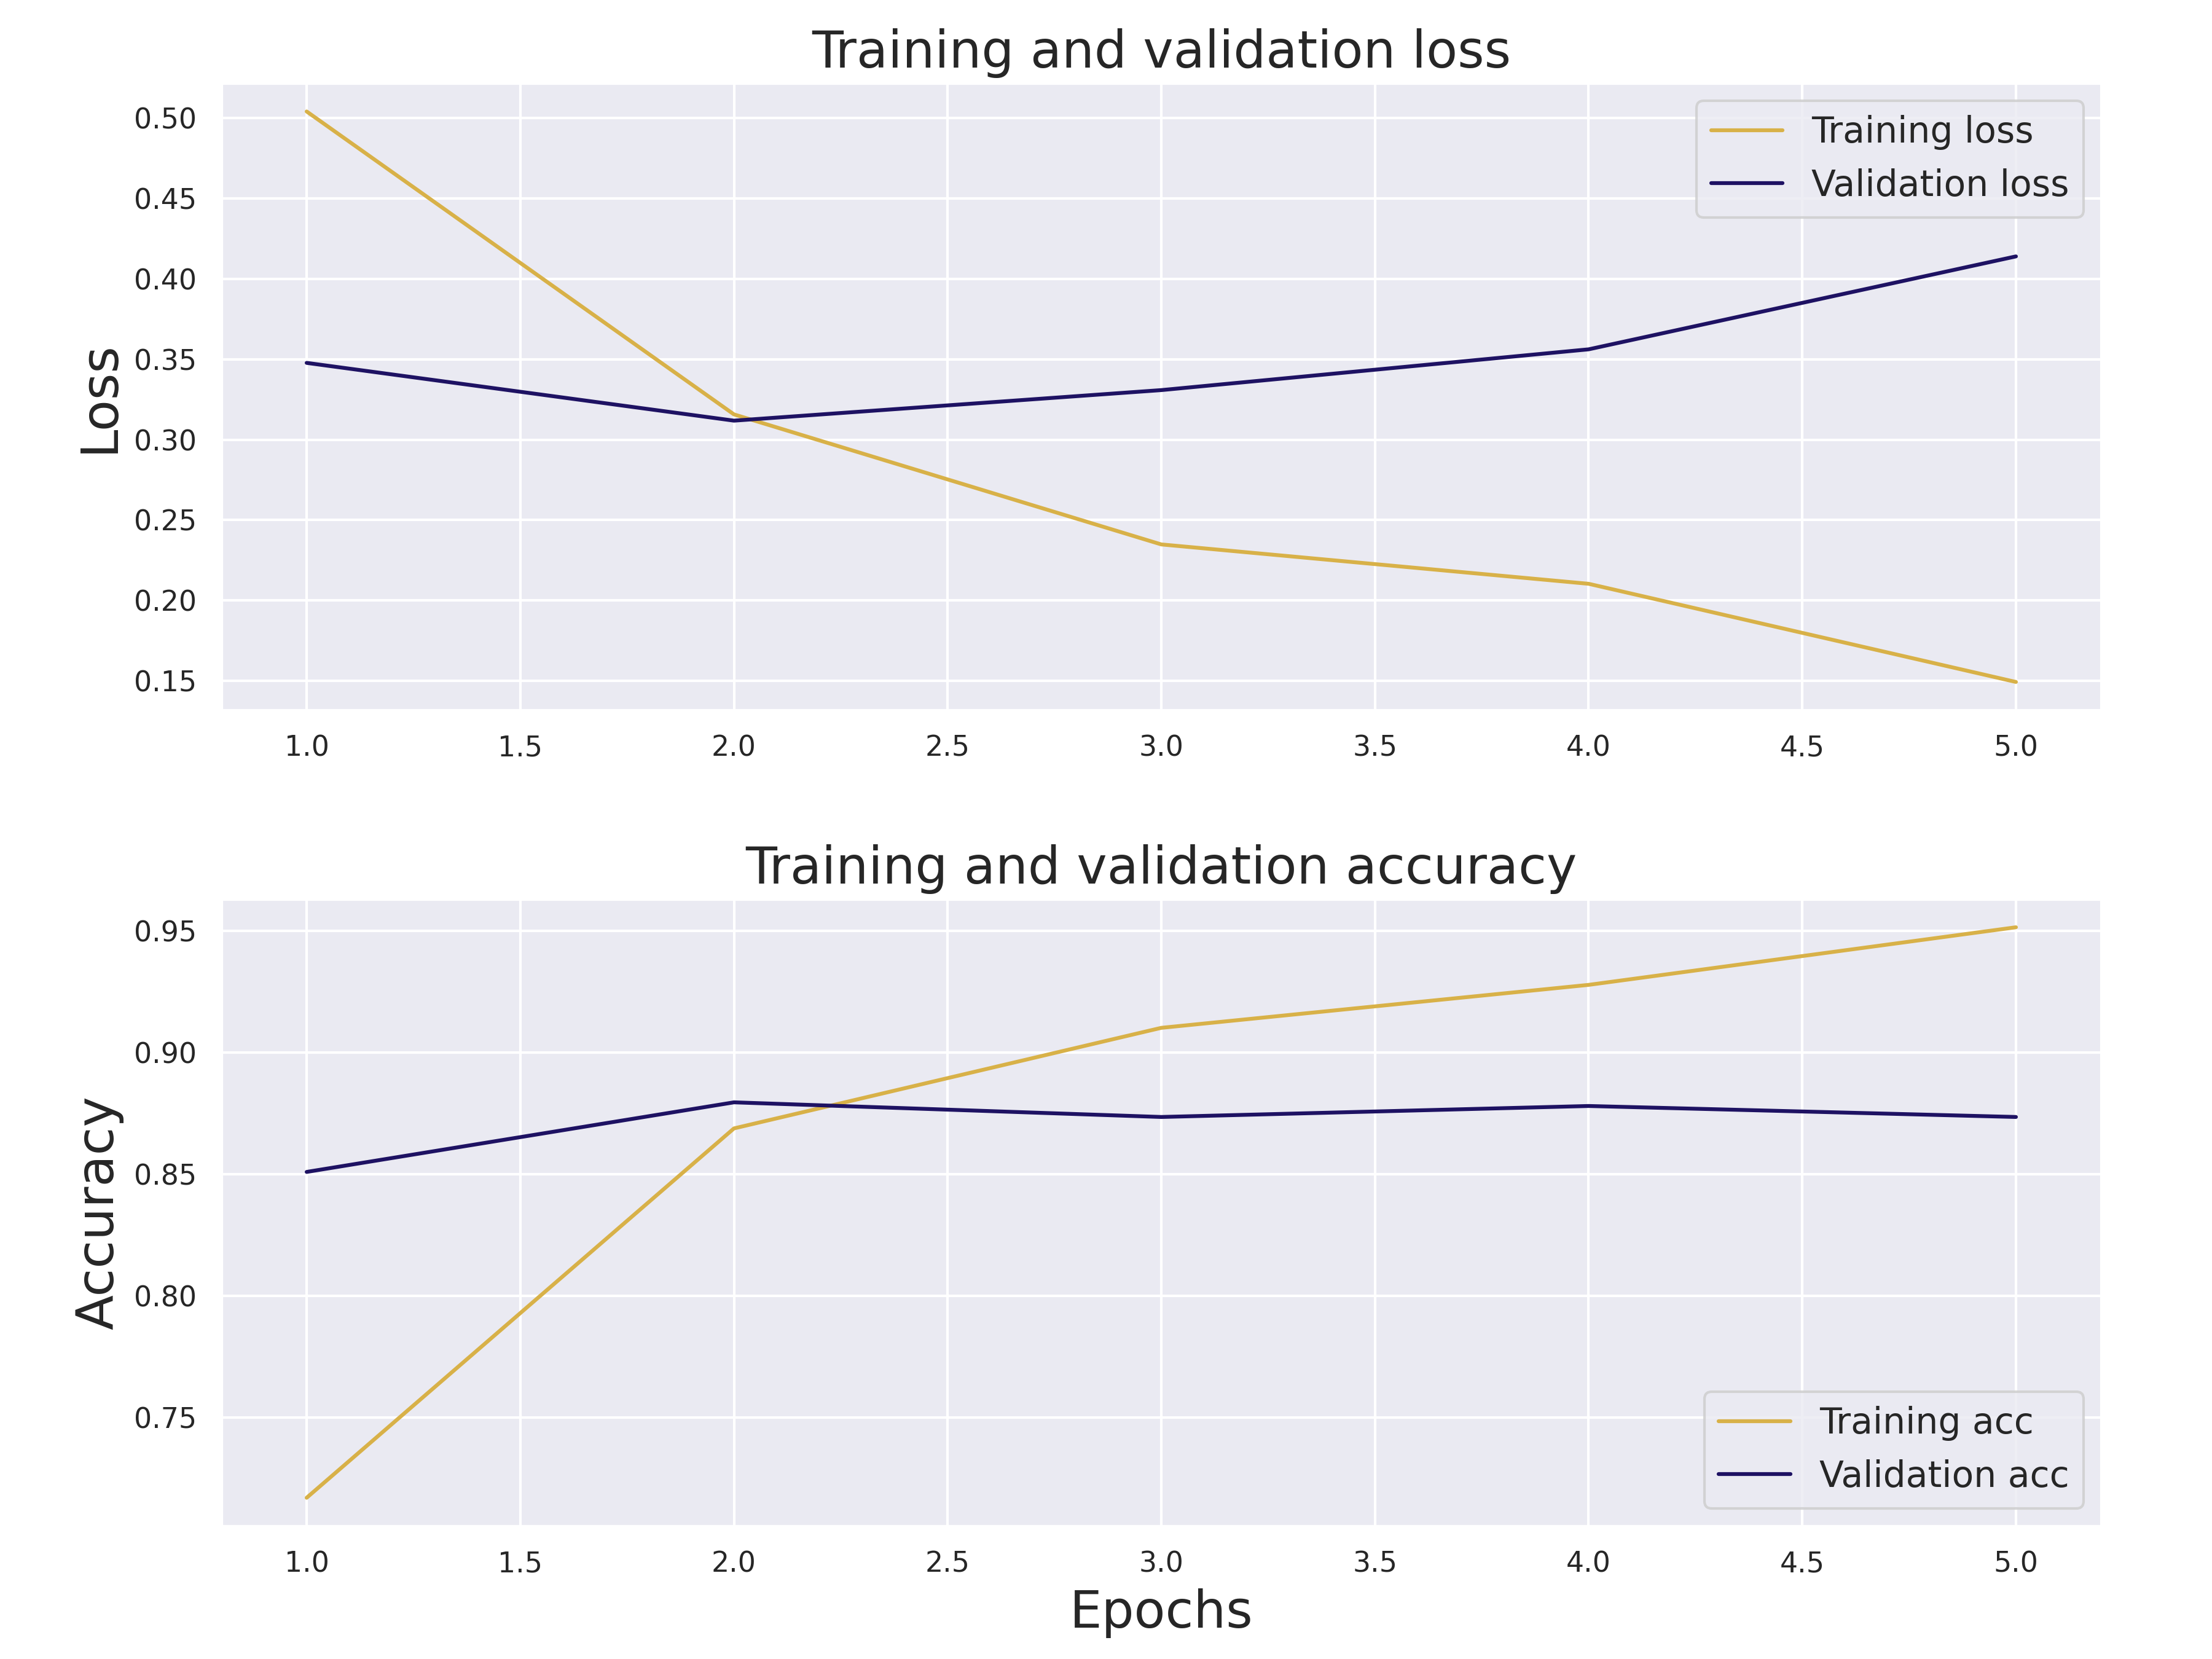 Training and validation loss
0.50
0.45
0.40
0.35
0.30
0.25
0.20
0.15
Loss
Training loss
Validation loss
1.0 1.5 2.0 2.5 3.0 3.5 4.0 4.5 5.0
Training and validation accuracy
0.95
0.90
0.85
0.80
0.75
Accuracy
Training acc
Validation acc
1.0 1.5 2.0 2.5 3.0 3.5 4.0 4.5 5.0
Epochs